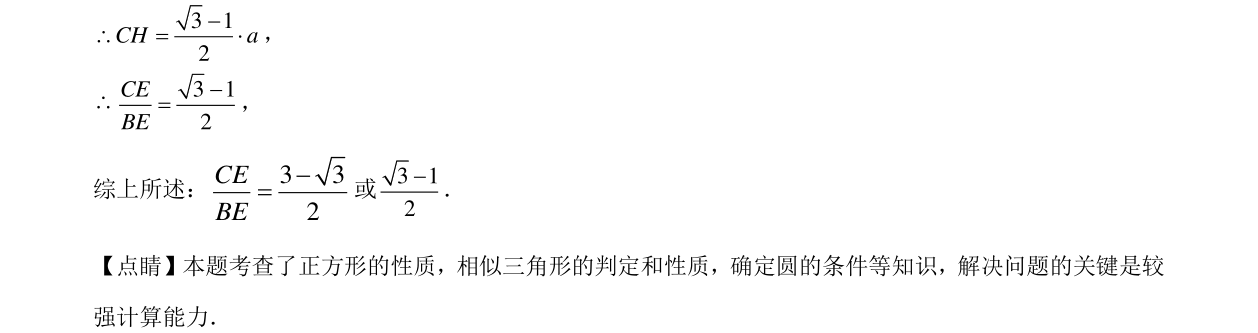 ∴CH = (√3−1)/2 · a，
∴ CE/BE = (√3−1)/2，
综上所述： CE/BE = (3−√3)/2 或 (√3−1)/2 ．
【点睛】本题考查了正方形的性质，相似三角形的判定和性质，确定圆的条件等知识，解决问题的关键是较
强计算能力．